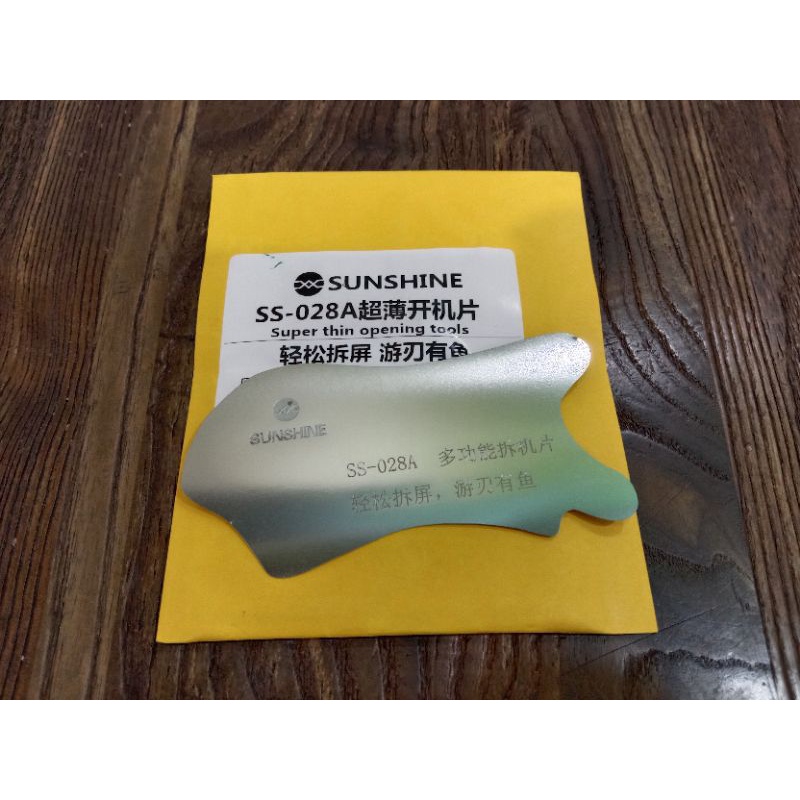 SUNSHINE
SS-028A超薄开机片
Super thin opening tools
轻松拆屏 游刃有鱼
SUNSHINE
SS-028A 多功能拆机片
轻松拆屏，游刃有鱼